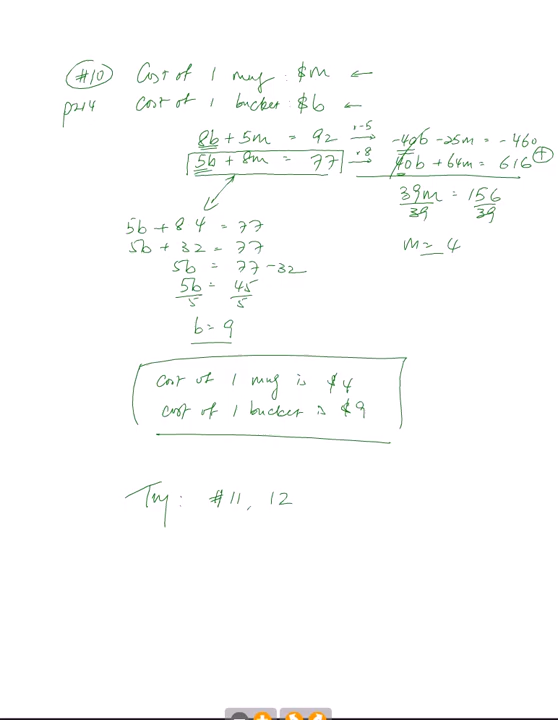 #10 Cost of 1 mug : $m ←
p214 cost of 1 bucket : $b ←
8b + 5m = 92 ×-5 → -40b - 25m = -460
5b + 8m = 77 ×8 → 40b + 64m = 616 +
39m = 156
39 39
m = 4
5b + 8 4 = 77
5b + 32 = 77
5b = 77 - 32
5b = 45
5 5
b = 9
cost of 1 mug is $4
cost of 1 bucket is $9
Try : #11, 12